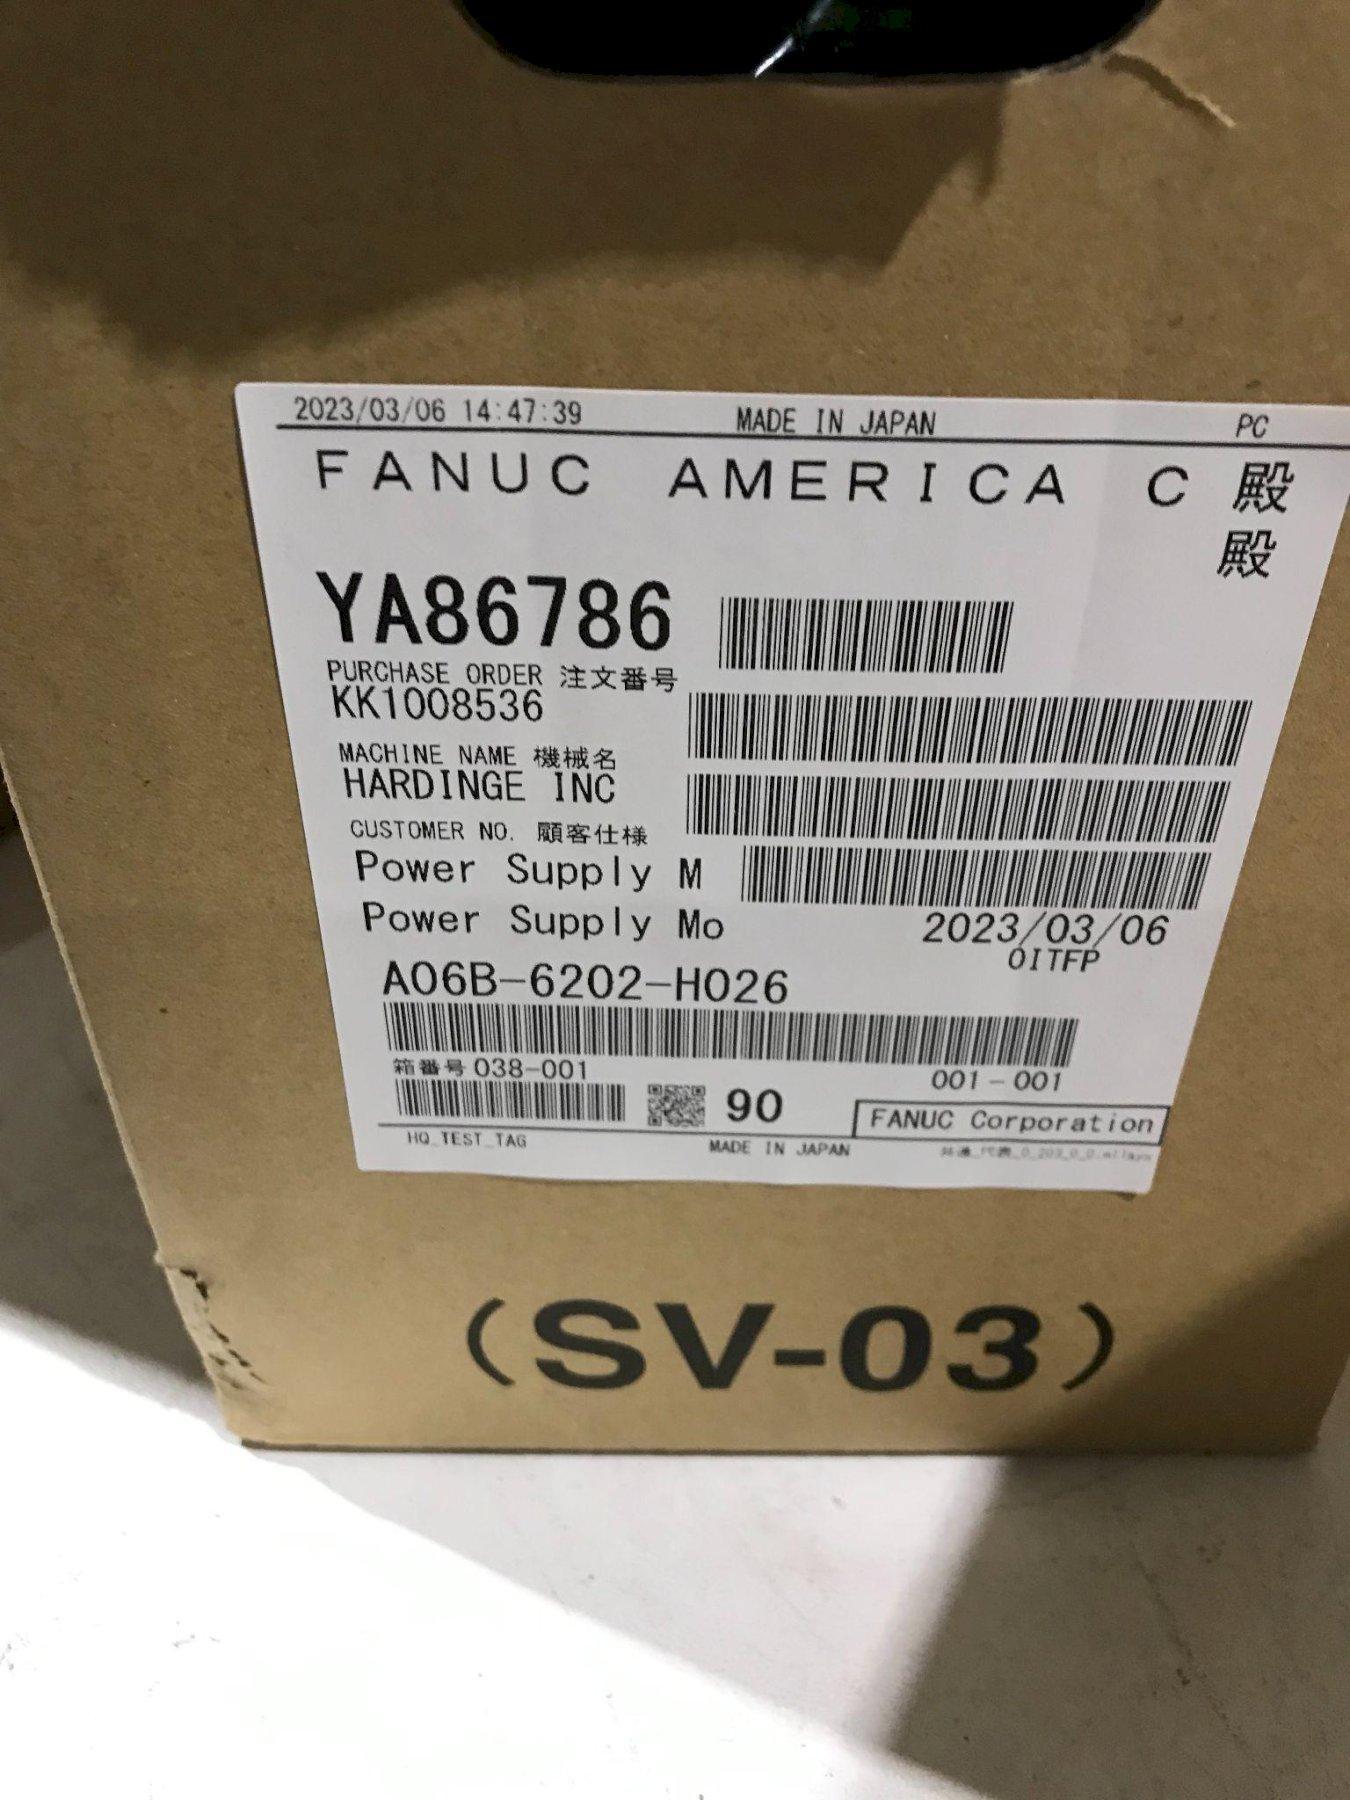 2023/03/06 14:47:39 MADE IN JAPAN PC
FANUC AMERICA C 殿
殿
YA86786
PURCHASE ORDER 注文番号
KK1008536
MACHINE NAME 機械名
HARDINGE INC
CUSTOMER NO. 顧客仕様
Power Supply M
Power Supply Mo 2023/03/06
OITFP
A06B-6202-H026
箱番号 038-001 001-001
90 FANUC Corporation
HQ_TEST_TAG MADE IN JAPAN
(SV-03)